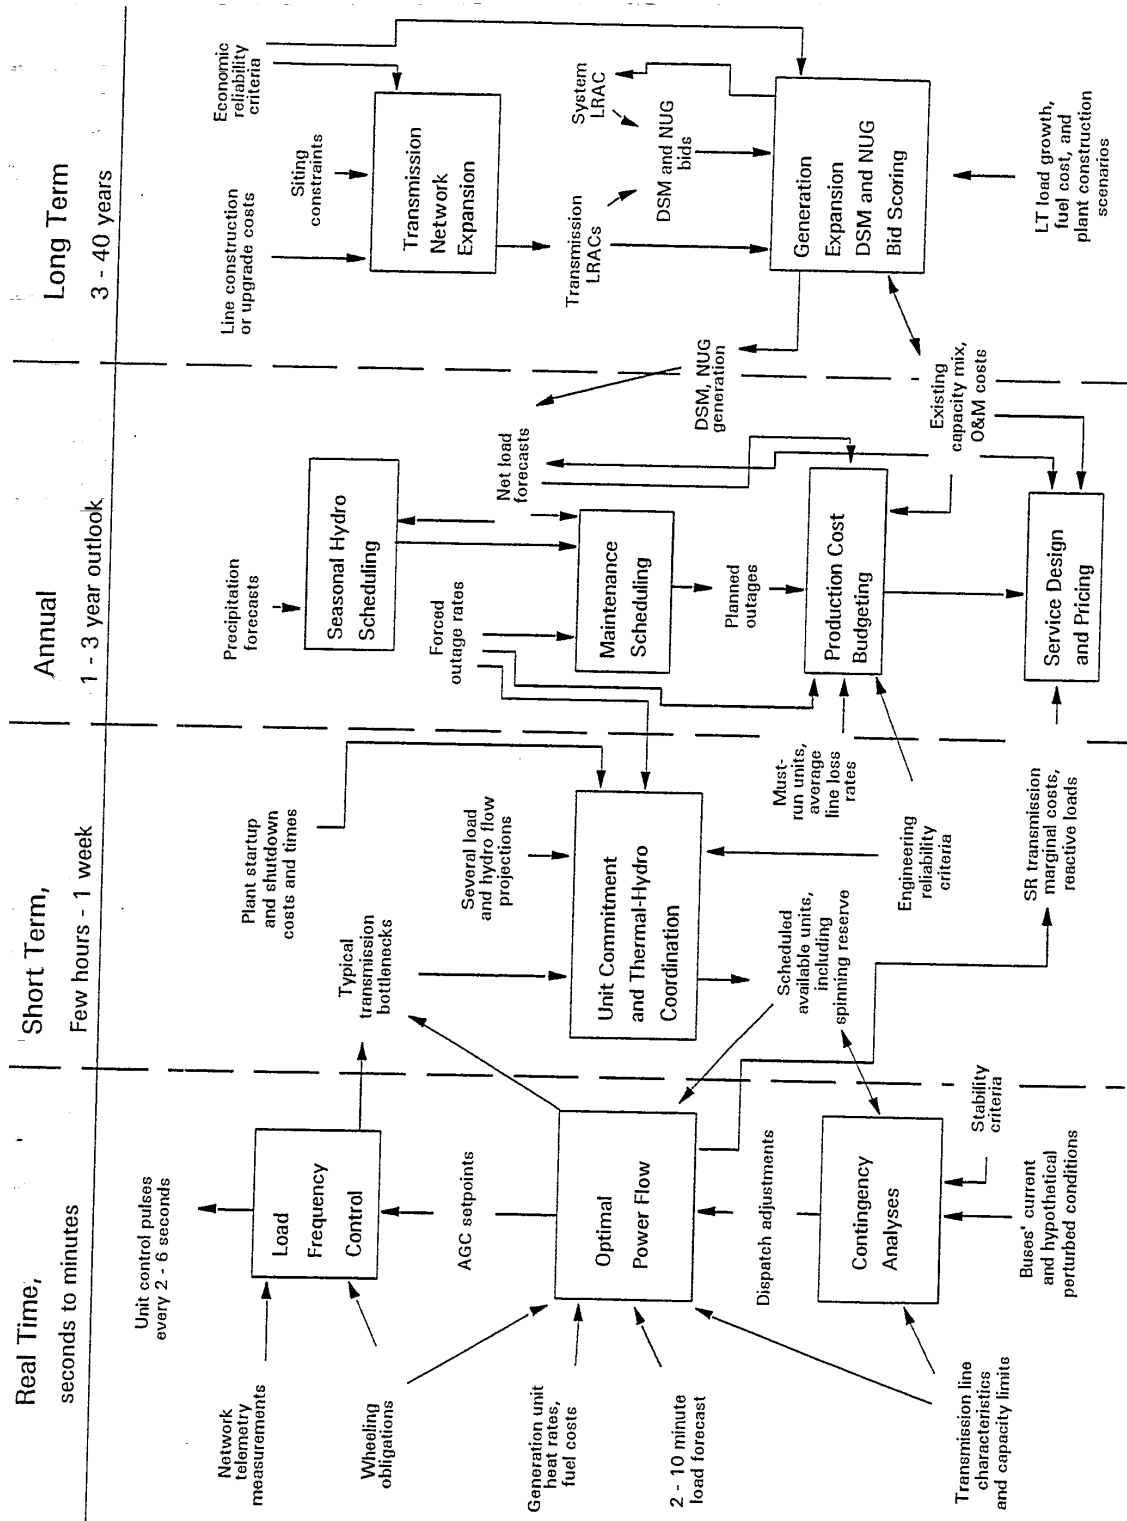 Real Time,
seconds to minutes
Short Term,
Few hours - 1 week
Annual
1 - 3 year outlook
Long Term
3 - 40 years
Unit control pulses
every 2 - 6 seconds
Network
telemetry
measurements
Load
Frequency
Control
Wheeling
obligations
AGC setpoints
Generation unit
heat rates,
fuel costs
Optimal
Power Flow
2 - 10 minute
load forecast
Dispatch adjustments
Transmission line
characteristics
and capacity limits
Contingency
Analyses
Stability
criteria
Buses' current
and hypothetical
perturbed conditions
Plant startup
and shutdown
costs and times
Typical
transmission
bottlenecks
Several load
and hydro flow
projections
Unit Commitment
and Thermal-Hydro
Coordination
Scheduled
available units,
including
spinning reserve
Must-
run units,
average
line loss
rates
Engineering
reliability
criteria
SR transmission
marginal costs,
reactive loads
Precipitation
forecasts
Seasonal Hydro
Scheduling
Forced
outage rates
Net load
forecasts
Maintenance
Scheduling
Planned
outages
Production Cost
Budgeting
Service Design
and Pricing
DSM, NUG
generation
Existing
capacity mix,
O&M costs
Line construction
or upgrade costs
Siting
constraints
Economic
reliability
criteria
Transmission
Network
Expansion
Transmission
LRACs
System
LRAC
DSM and NUG
bids
Generation
Expansion
DSM and NUG
Bid Scoring
LT load growth,
fuel cost, and
plant construction
scenarios